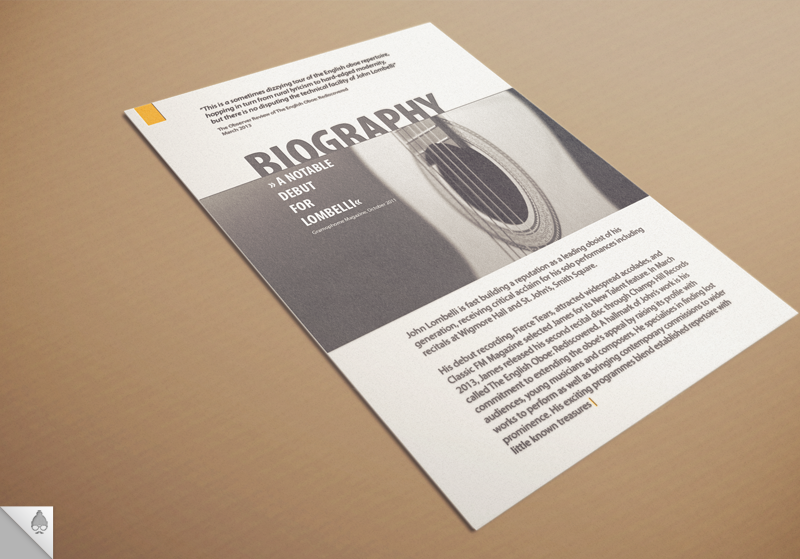 "This is a sometimes dizzying tour of the English oboe repertoire,
hopping in turn from rural lyricism to hard-edged modernity,
but there is no disputing the technical facility of John Lombelli"
The Observer Review of The English Oboe: Rediscovered
March 2013
BIOGRAPHY
» A NOTABLE
DEBUT
FOR
LOMBELLI«
Gramophone Magazine, October 2011
John Lombelli is fast building a reputation as a leading oboist of his
generation, receiving critical acclaim for his solo performances including
recitals at Wigmore Hall and St. John's, Smith Square.
His debut recording, Fierce Tears, attracted widespread accolades, and
Classic FM Magazine selected James for its New Talent feature. In March
2013, James released his second recital disc through Champs Hill Records
called The English Oboe: Rediscovered. A hallmark of John's work is his
commitment to extending the oboe's appeal by raising its profile with
audiences, young musicians and composers. He specialises in finding lost
works to perform as well as bringing contemporary commissions to wider
prominence. His exciting programmes blend established repertoire with
little known treasures